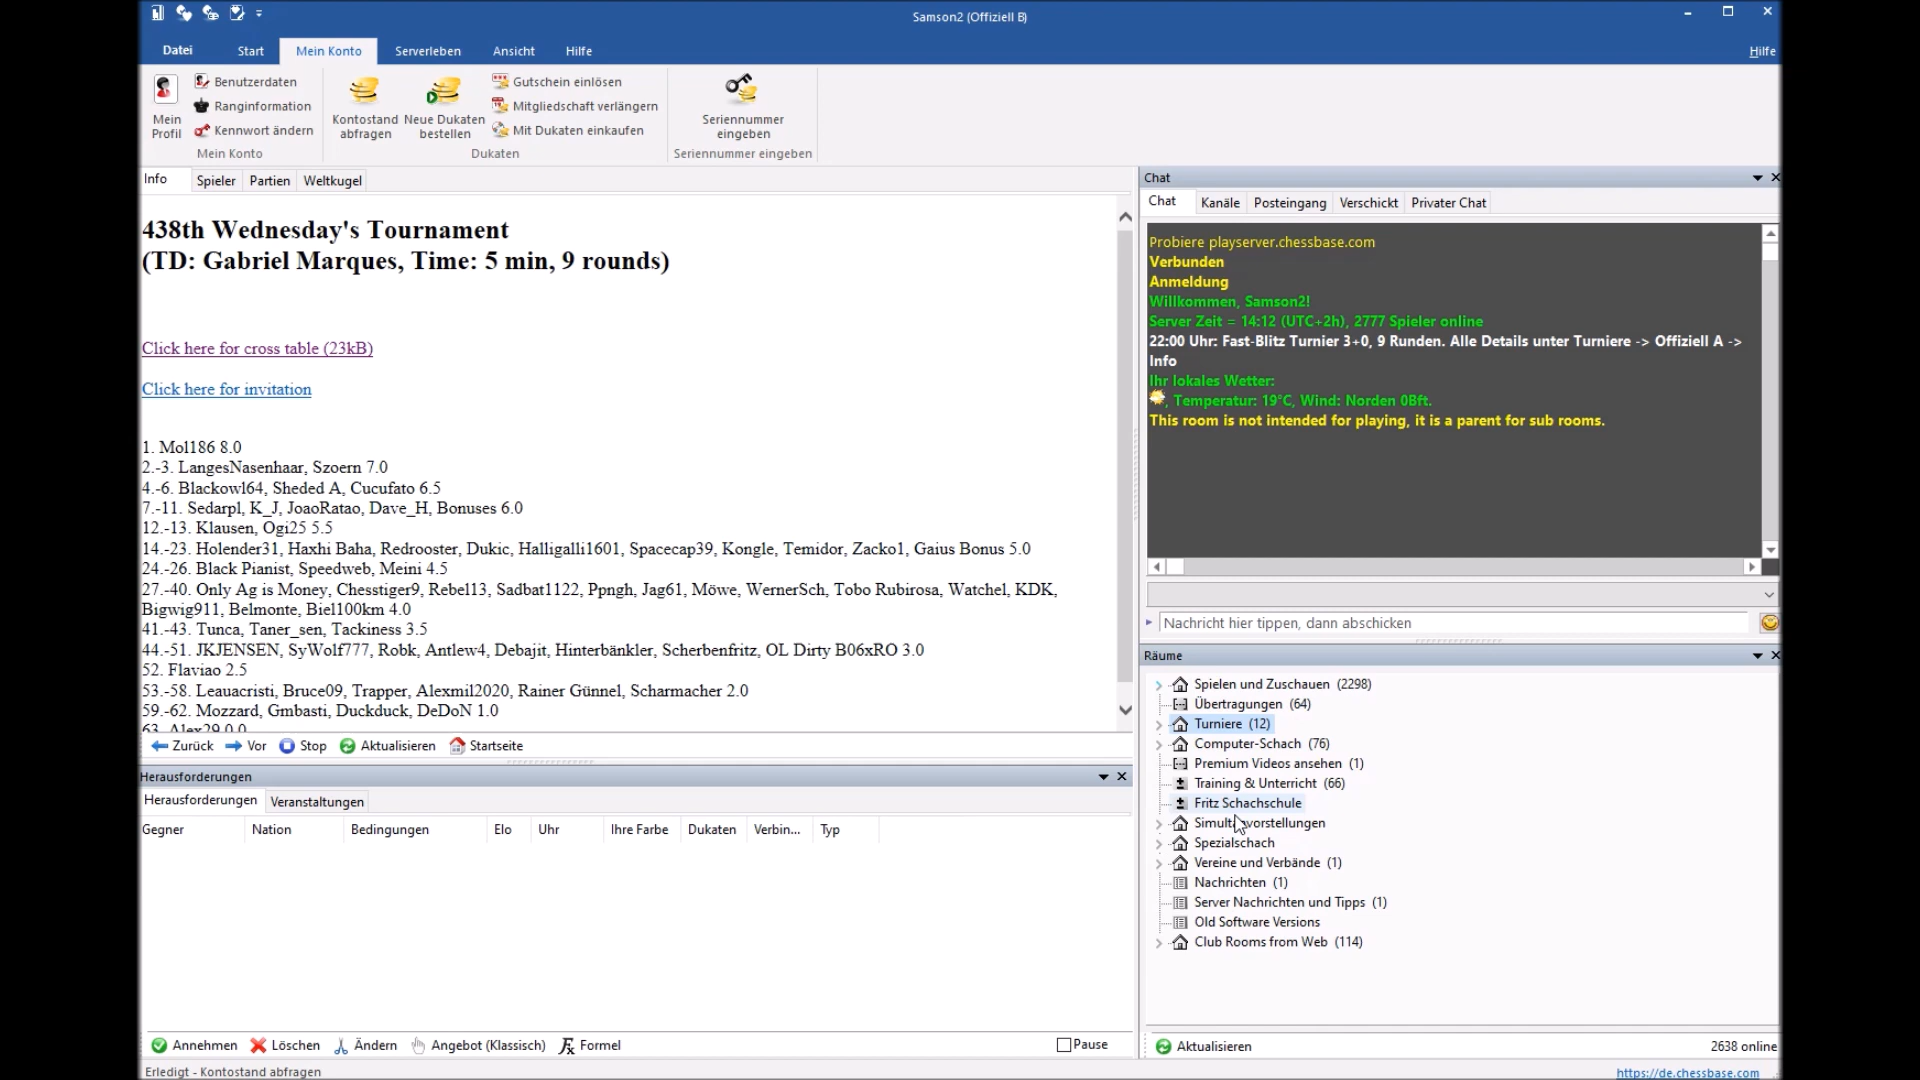 Samson2 (Offiziell B)
Datei Start Mein Konto Serverleben Ansicht Hilfe
Hilfe
Mein Profil
Benutzerdaten
Ranginformation
Kennwort ändern
Mein Konto
Kontostand abfragen
Neue Dukaten bestellen
Gutschein einlösen
Mitgliedschaft verlängern
Mit Dukaten einkaufen
Dukaten
Seriennummer eingeben
Seriennummer eingeben
Info Spieler Partien Weltkugel
438th Wednesday's Tournament
(TD: Gabriel Marques, Time: 5 min, 9 rounds)
Click here for cross table (23kB)
Click here for invitation
1. Mol186 8.0
2.-3. LangesNasenhaar, Szoern 7.0
4.-6. Blackowl64, Sheded A, Cucufato 6.5
7.-11. Sedarpl, K_J, JoaoRatao, Dave_H, Bonuses 6.0
12.-13. Klausen, Ogi25 5.5
14.-23. Holender31, Haxhi Baha, Redrooster, Dukic, Halligalli1601, Spacecap39, Kongle, Temidor, Zacko1, Gaius Bonus 5.0
24.-26. Black Pianist, Speedweb, Meini 4.5
27.-40. Only Ag is Money, Chesstiger9, Rebel13, Sadbat1122, Ppngh, Jag61, Möwe, WernerSch, Tobo Rubirosa, Watchel, KDK,
Bigwig911, Belmonte, Biel100km 4.0
41.-43. Tunca, Taner_sen, Tackiness 3.5
44.-51. JKJENSEN, SyWolf777, Robk, Antlew4, Debajit, Hinterbänkler, Scherbenfritz, OL Dirty B06xRO 3.0
52. Flaviao 2.5
53.-58. Leauacristi, Bruce09, Trapper, Alexmil2020, Rainer Günnel, Scharmacher 2.0
59.-62. Mozzard, Gmbasti, Duckduck, DeDoN 1.0
63. Alex29 0.0
Zurück Vor Stop Aktualisieren Startseite
Herausforderungen
Herausforderungen Veranstaltungen
Gegner Nation Bedingungen Elo Uhr Ihre Farbe Dukaten Verbin... Typ
Annehmen Löschen Ändern Angebot (Klassisch) Formel
Pause
Erledigt - Kontostand abfragen
Chat
Chat Kanäle Posteingang Verschickt Privater Chat
Probiere playserver.chessbase.com
Verbunden
Anmeldung
Willkommen, Samson2!
Server Zeit = 14:12 (UTC+2h), 2777 Spieler online
22:00 Uhr: Fast-Blitz Turnier 3+0, 9 Runden. Alle Details unter Turniere -> Offiziell A ->
Info
Ihr lokales Wetter:
, Temperatur: 19°C, Wind: Norden 0Bft.
This room is not intended for playing, it is a parent for sub rooms.
Nachricht hier tippen, dann abschicken
Räume
Spielen und Zuschauen (2298)
Übertragungen (64)
Turniere (12)
Computer-Schach (76)
Premium Videos ansehen (1)
Training & Unterricht (66)
Fritz Schachschule
Simultanvorstellungen
Spezialschach
Vereine und Verbände (1)
Nachrichten (1)
Server Nachrichten und Tipps (1)
Old Software Versions
Club Rooms from Web (114)
Aktualisieren
2638 online
https://de.chessbase.com